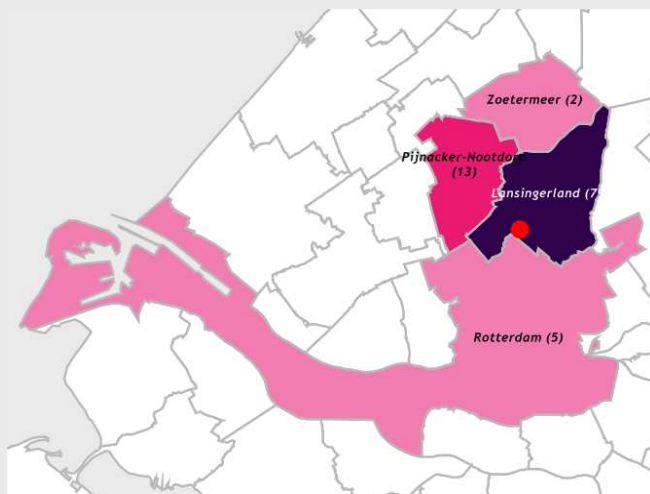 Zoetermeer (2)
Pijnacker-Nootdorp
(13)
Lansingerland (7
Rotterdam (5)